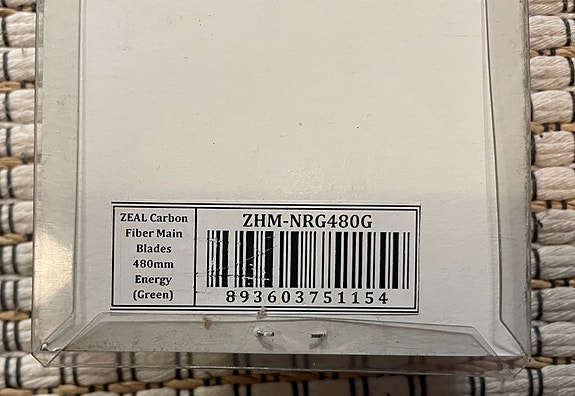 ZEAL Carbon
Fiber Main
Blades
480mm
Energy
(Green)
ZHM-NRG480G
893603751154